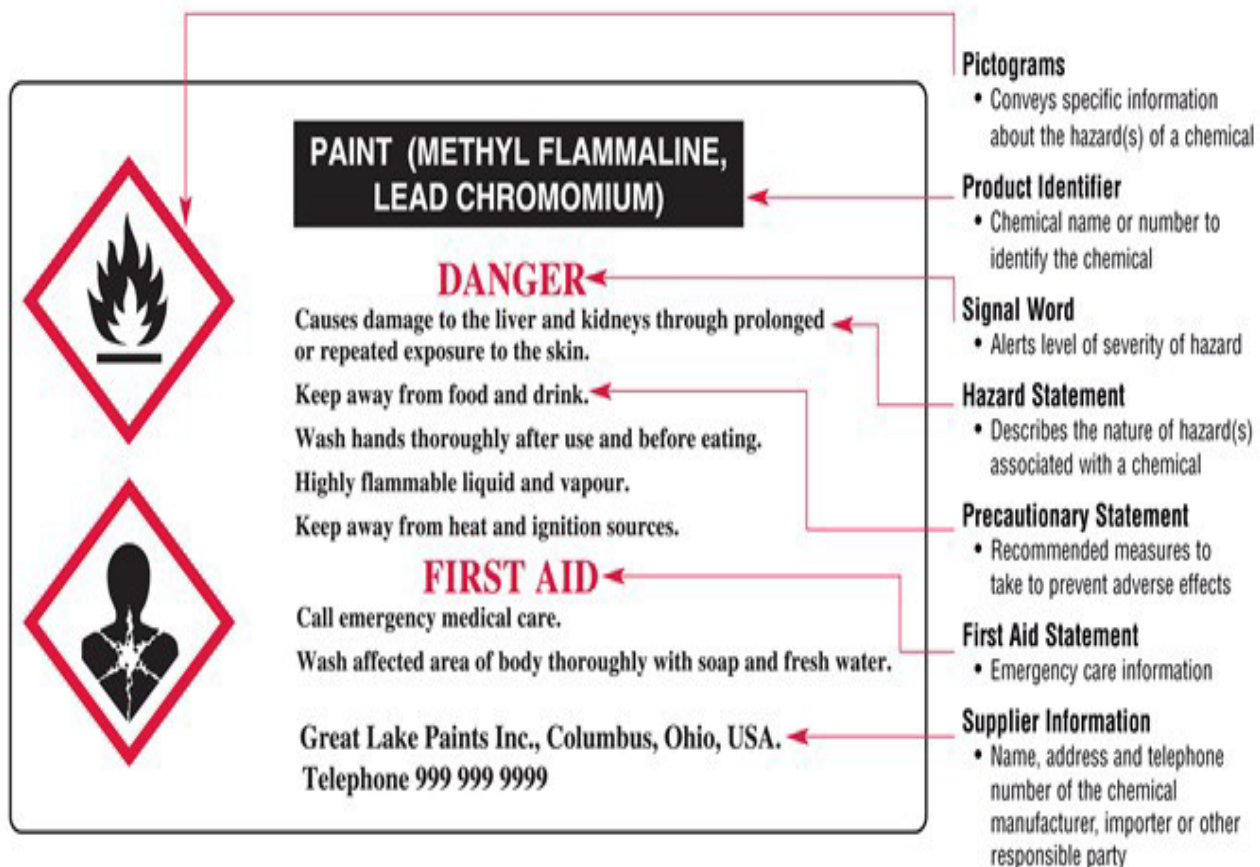 PAINT (METHYL FLAMMALINE,
LEAD CHROMOMIUM)
DANGER
Causes damage to the liver and kidneys through prolonged
or repeated exposure to the skin.
Keep away from food and drink.
Wash hands thoroughly after use and before eating.
Highly flammable liquid and vapour.
Keep away from heat and ignition sources.
FIRST AID
Call emergency medical care.
Wash affected area of body thoroughly with soap and fresh water.
Great Lake Paints Inc., Columbus, Ohio, USA.
Telephone 999 999 9999
Pictograms
• Conveys specific information
about the hazard(s) of a chemical
Product Identifier
• Chemical name or number to
identify the chemical
Signal Word
• Alerts level of severity of hazard
Hazard Statement
• Describes the nature of hazard(s)
associated with a chemical
Precautionary Statement
• Recommended measures to
take to prevent adverse effects
First Aid Statement
• Emergency care information
Supplier Information
• Name, address and telephone
number of the chemical
manufacturer, importer or other
responsible party